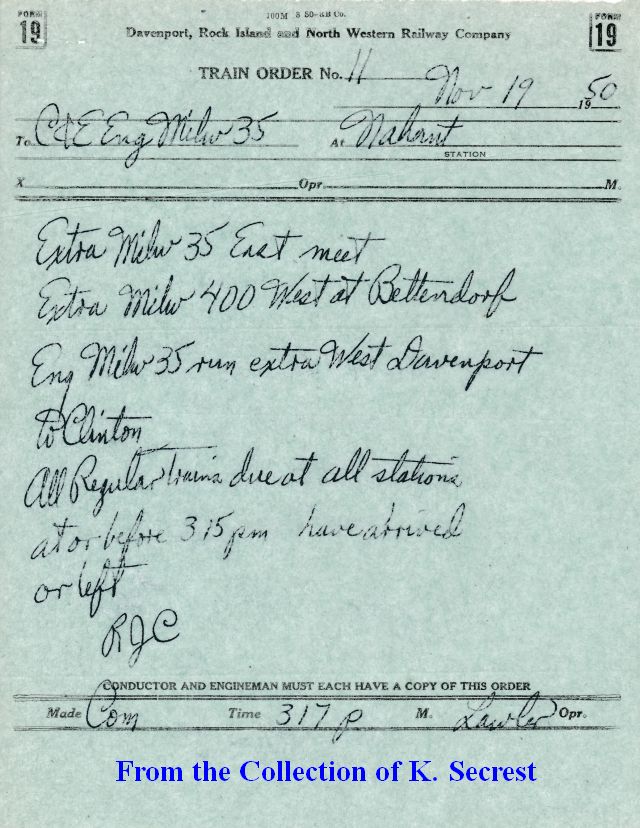 FORM 19
100M 8 50-KB Co.
FORM 19
Davenport, Rock Island and North Western Railway Company
TRAIN ORDER No. 11
Nov 19 1950
To C&E Eng Milw 35 At Nahant
STATION
X Opr. M.
Extra Milw 35 East meet
Extra Milw 400 West at Bettendorf
Eng Milw 35 run extra West Davenport
to Clinton
All Regular Trains due at all stations
at or before 315 pm have arrived
or left
RJC
CONDUCTOR AND ENGINEMAN MUST EACH HAVE A COPY OF THIS ORDER
Made Com Time 317 p M. Lawler Opr.
From the Collection of K. Secrest